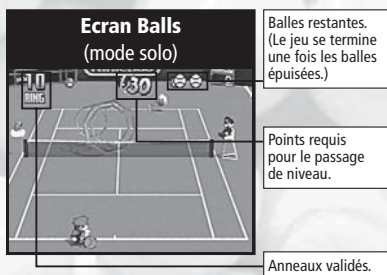 Ecran Balls
(mode solo)
10
RING
30
Balles restantes.
(Le jeu se termine
une fois les balles
épuisées.)
Points requis
pour le passage
de niveau.
Anneaux validés.